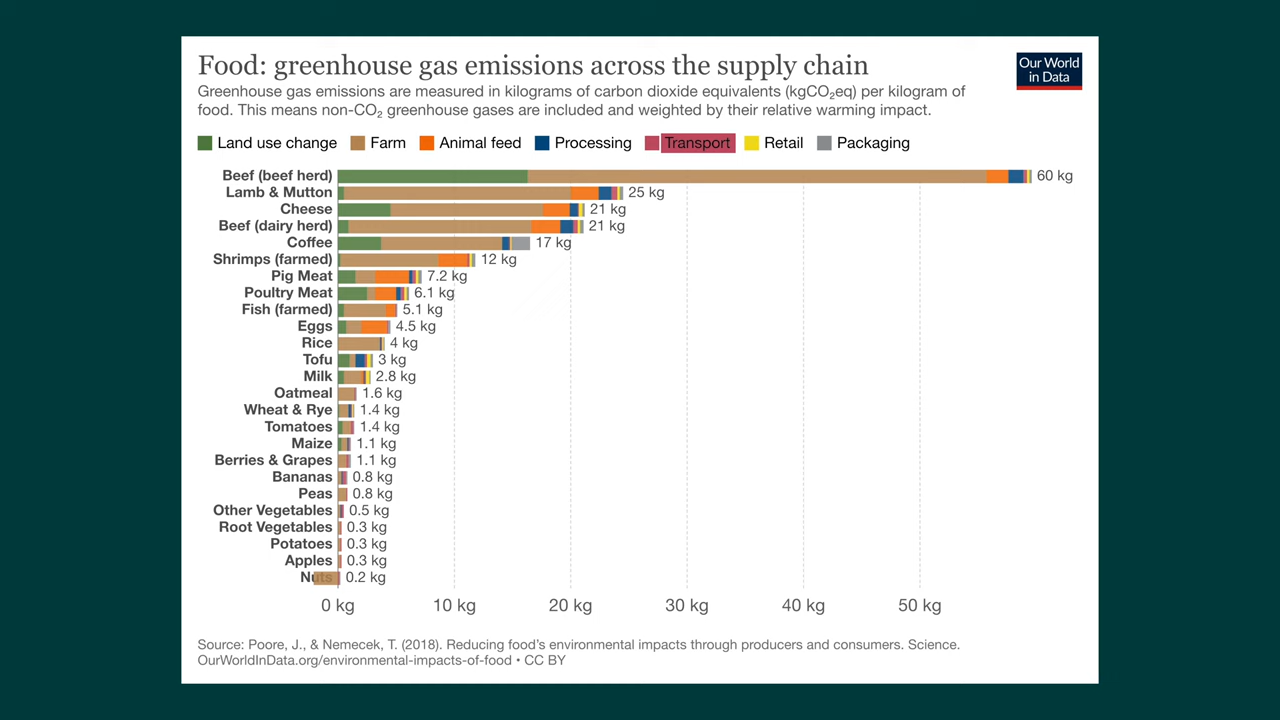 Food: greenhouse gas emissions across the supply chain
Our World
in Data
Greenhouse gas emissions are measured in kilograms of carbon dioxide equivalents (kgCO₂eq) per kilogram of
food. This means non-CO₂ greenhouse gases are included and weighted by their relative warming impact.
Land use change Farm Animal feed Processing Transport Retail Packaging
Beef (beef herd) 60 kg
Lamb & Mutton 25 kg
Cheese 21 kg
Beef (dairy herd) 21 kg
Coffee 17 kg
Shrimps (farmed) 12 kg
Pig Meat 7.2 kg
Poultry Meat 6.1 kg
Fish (farmed) 5.1 kg
Eggs 4.5 kg
Rice 4 kg
Tofu 3 kg
Milk 2.8 kg
Oatmeal 1.6 kg
Wheat & Rye 1.4 kg
Tomatoes 1.4 kg
Maize 1.1 kg
Berries & Grapes 1.1 kg
Bananas 0.8 kg
Peas 0.8 kg
Other Vegetables 0.5 kg
Root Vegetables 0.3 kg
Potatoes 0.3 kg
Apples 0.3 kg
Nuts 0.2 kg
0 kg 10 kg 20 kg 30 kg 40 kg 50 kg
Source: Poore, J., & Nemecek, T. (2018). Reducing food's environmental impacts through producers and consumers. Science.
OurWorldInData.org/environmental-impacts-of-food • CC BY